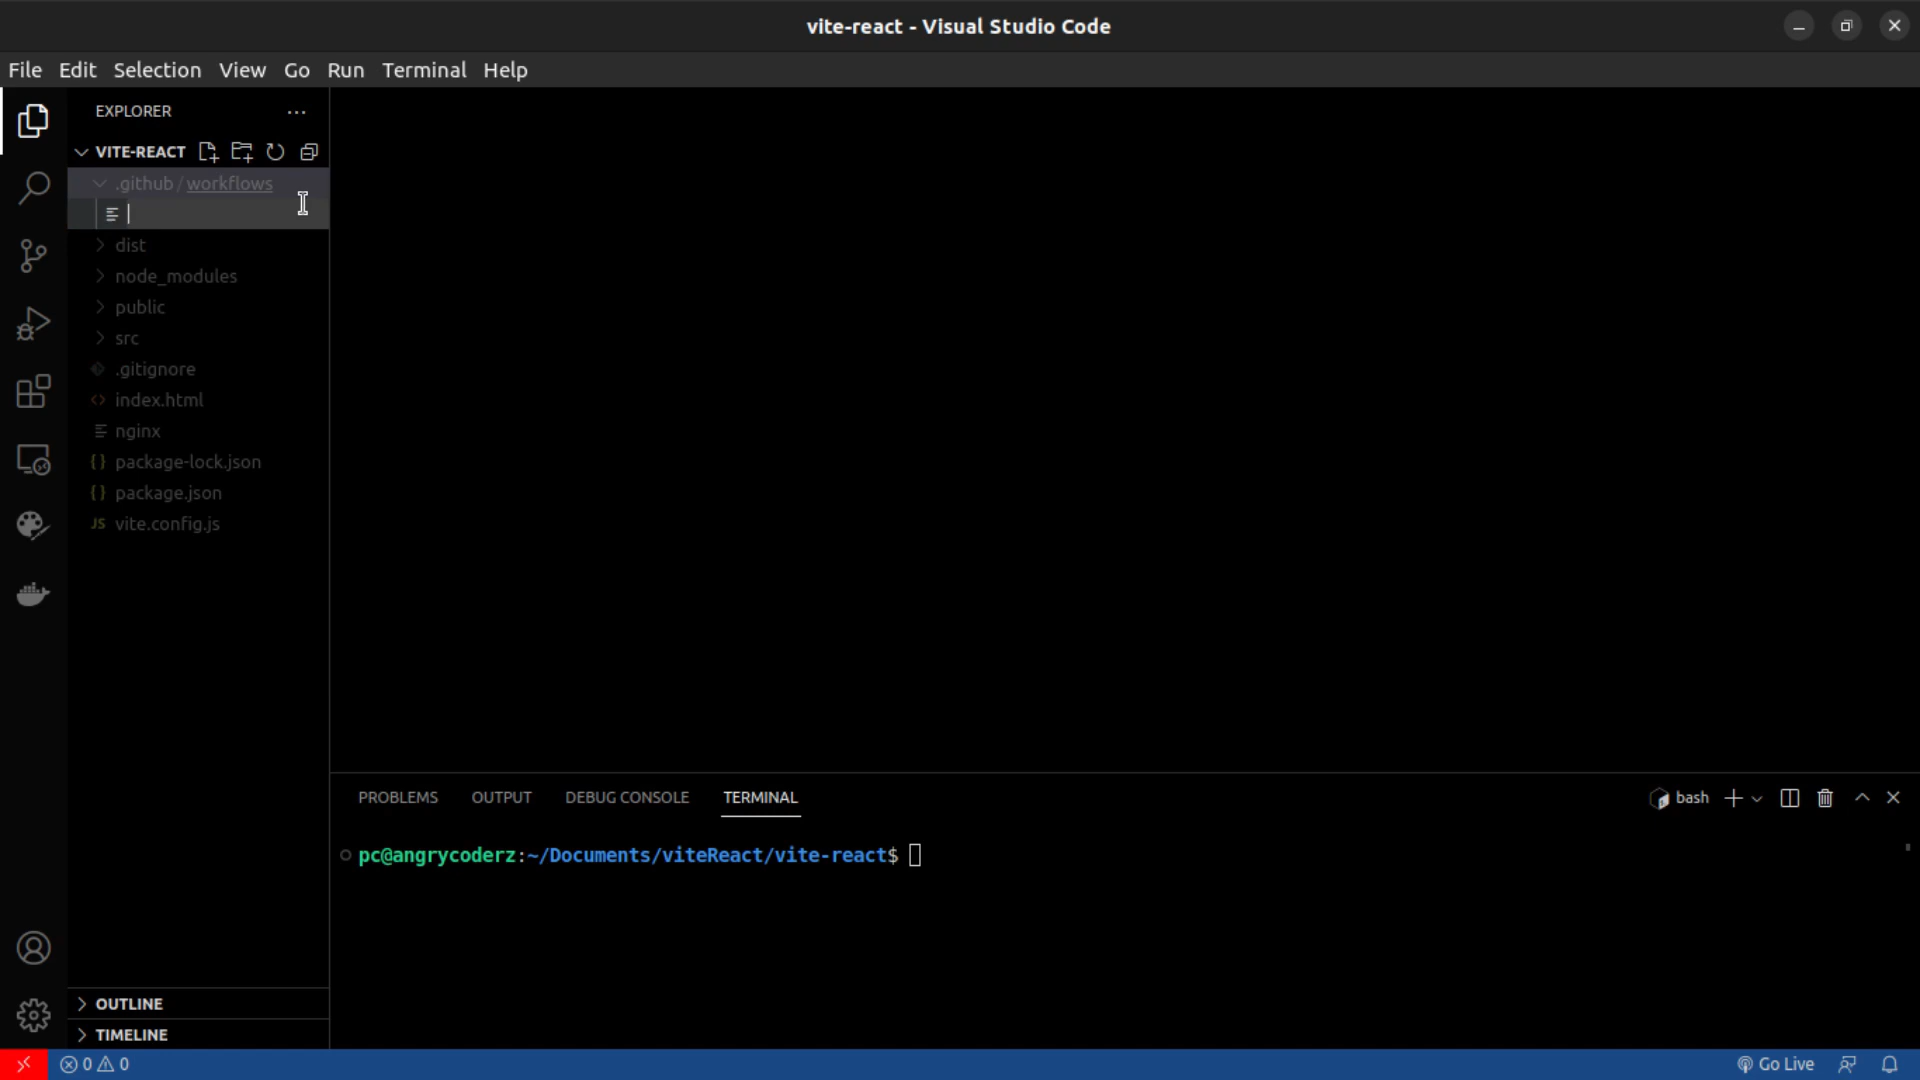 vite-react - Visual Studio Code
File Edit Selection View Go Run Terminal Help
EXPLORER
VITE-REACT
.github / workflows
dist
node_modules
public
src
.gitignore
index.html
nginx
package-lock.json
package.json
JS vite.config.js
OUTLINE
TIMELINE
PROBLEMS OUTPUT DEBUG CONSOLE TERMINAL
bash
pc@angrycoderz:~/Documents/viteReact/vite-react$
0 0
Go Live